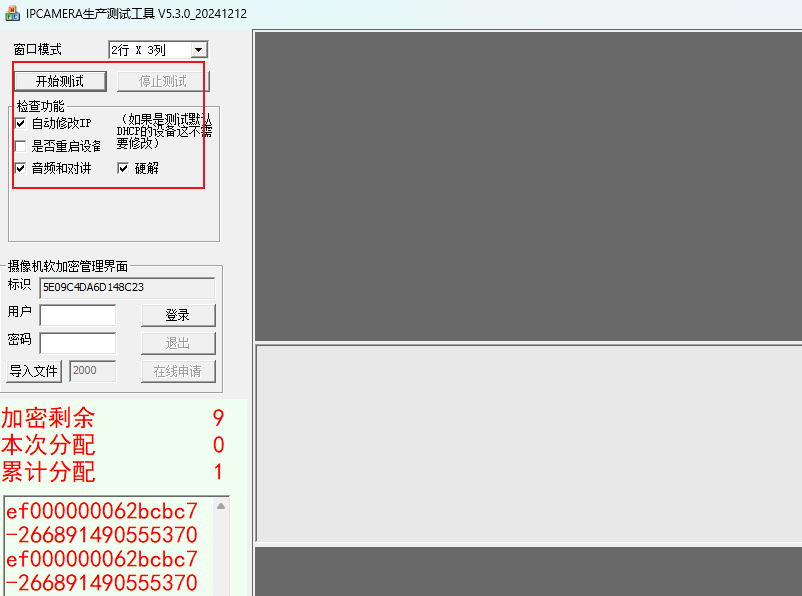 IPCAMERA生产测试工具 V5.3.0_20241212
窗口模式
2行 X 3列
开始测试
停止测试
检查功能
自动修改IP
（如果是测试默认
DHCP的设备这不需
要修改）
是否重启设备
音频和对讲
硬解
摄像机软加密管理界面
标识
5E09C4DA6D148C23
用户
登录
密码
退出
导入文件
2000
在线申请
加密剩余 9
本次分配 0
累计分配 1
ef000000062bcbc7
-266891490555370
ef000000062bcbc7
-266891490555370